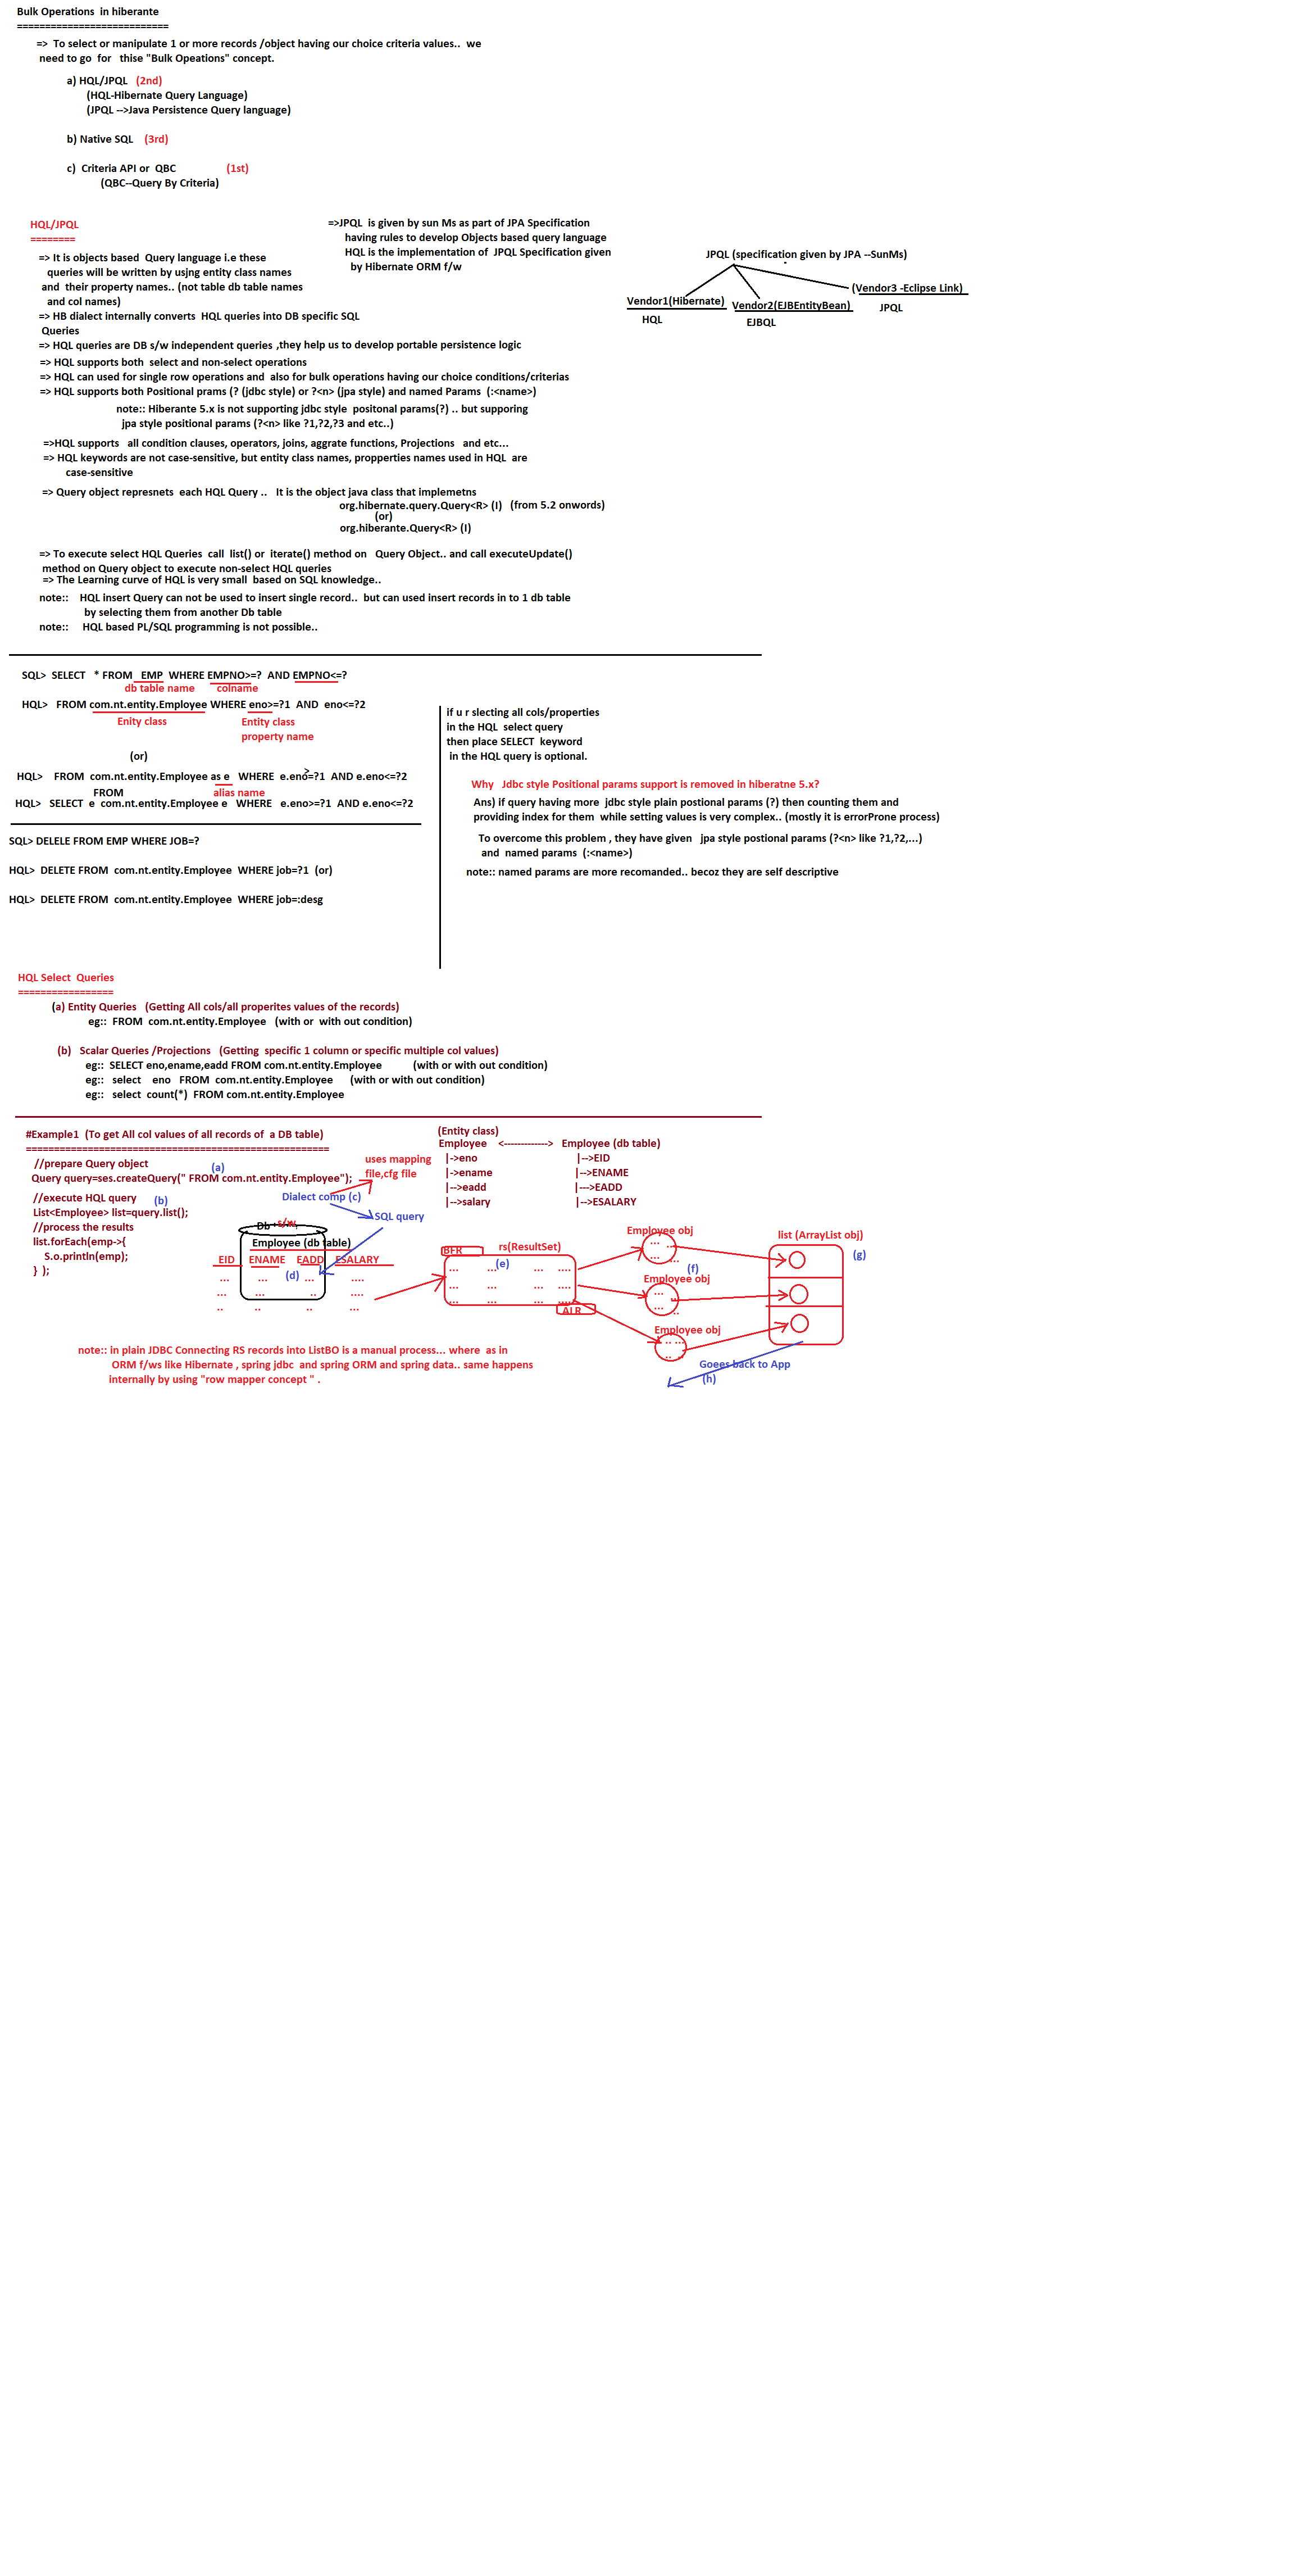 Bulk Operations  in hiberante
===========================
=>  To select or manipulate 1 or more records /object having our choice criteria values..  we
need to go  for   thise "Bulk Opeations" concept.
a) HQL/JPQL   (2nd)
(HQL-Hibernate Query Language)
(JPQL -->Java Persistence Query language)
b) Native SQL    (3rd)
c)  Criteria API or  QBC                  (1st)
(QBC--Query By Criteria)
HQL/JPQL
========
=> It is objects based  Query language i.e these
queries will be written by usjng entity class names
and  their property names.. (not table db table names
and col names)
=> HB dialect internally converts  HQL queries into DB specific SQL
Queries
=>JPQL  is given by sun Ms as part of JPA Specification
having rules to develop Objects based query language
HQL is the implementation of  JPQL Specification given
by Hibernate ORM f/w
JPQL (specification given by JPA --SunMs)
Vendor1(Hibernate)
HQL
Vendor2(EJBEntityBean)
EJBQL
(Vendor3 -Eclipse Link)
JPQL
=> HQL queries are DB s/w independent queries ,they help us to develop portable persistence logic
=> HQL supports both  select and non-select operations
=> HQL can used for single row operations and  also for bulk operations having our choice conditions/criterias
=> HQL supports both Positional prams (? (jdbc style) or ?<n> (jpa style) and named Params  (:<name>)
note:: Hiberante 5.x is not supporting jdbc style  positonal params(?) .. but supporing
jpa style positional params (?<n> like ?1,?2,?3 and etc..)
=>HQL supports   all condition clauses, operators, joins, aggrate functions, Projections   and etc...
=> HQL keywords are not case-sensitive, but entity class names, propperties names used in HQL  are
case-sensitive
=> Query object represnets  each HQL Query ..   It is the object java class that implemetns
org.hibernate.query.Query<R> (I)   (from 5.2 onwords)
(or)
org.hiberante.Query<R> (I)
=> To execute select HQL Queries  call  list() or  iterate() method on   Query Object.. and call executeUpdate()
method on Query object to execute non-select HQL queries
=> The Learning curve of HQL is very small  based on SQL knowledge..
note::    HQL insert Query can not be used to insert single record..  but can used insert records in to 1 db table
by selecting them from another Db table
note::     HQL based PL/SQL programming is not possible..
SQL>  SELECT   * FROM   EMP  WHERE EMPNO>=?  AND EMPNO<=?
db table name        colname
HQL>   FROM com.nt.entity.Employee WHERE eno>=?1  AND  eno<=?2
Enity class
Entity class
property name
(or)
HQL>    FROM  com.nt.entity.Employee as e   WHERE  e.eno>=?1  AND e.eno<=?2
FROM
alias name
HQL>   SELECT  e  com.nt.entity.Employee e   WHERE   e.eno>=?1  AND e.eno<=?2
SQL> DELELE FROM EMP WHERE JOB=?
HQL>  DELETE FROM  com.nt.entity.Employee  WHERE job=?1  (or)
HQL>  DELETE FROM  com.nt.entity.Employee  WHERE job=:desg
if u r slecting all cols/properties
in the HQL  select query
then place SELECT  keyword
in the HQL query is optional.
Why   Jdbc style Positional params support is removed in hiberatne 5.x?
Ans) if query having more  jdbc style plain postional params (?) then counting them and
providing index for them  while setting values is very complex.. (mostly it is errorProne process)
To overcome this problem , they have given   jpa style postional params (?<n> like ?1,?2,...)
and  named params  (:<name>)
note:: named params are more recomanded.. becoz they are self descriptive
HQL Select  Queries
=================
(a) Entity Queries   (Getting All cols/all properites values of the records)
eg::  FROM  com.nt.entity.Employee   (with or  with out condition)
(b)   Scalar Queries /Projections   (Getting  specific 1 column or specific multiple col values)
eg::  SELECT eno,ename,eadd FROM com.nt.entity.Employee           (with or with out condition)
eg::   select    eno   FROM  com.nt.entity.Employee      (with or with out condition)
eg::   select  count(*)  FROM com.nt.entity.Employee
#Example1  (To get All col values of all records of  a DB table)
======================================================
//prepare Query object
(a)
Query query=ses.createQuery(" FROM com.nt.entity.Employee");
//execute HQL query
(b)
List<Employee> list=query.list();
//process the results
list.forEach(emp->{
S.o.println(emp);
}  );
uses mapping
file,cfg file
Dialect comp (c)
SQL query
(Entity class)
Employee    <------------->   Employee (db table)
|->eno                                   |-->EID
|->ename                              |-->ENAME
|-->eadd                                |--->EADD
|-->salary                              |-->ESALARY
Db s/w
Employee (db table)
EID    ENAME    EADD    ESALARY
...          ...          (d)  ...          ....
...          ...               ..           ....
..           ..                ..            ...
BFR
rs(ResultSet)
(e)
...          ...          ...     ....
...          ...          ...     ....
...          ...          ...     ....
ALR
Employee obj
... ...
... ...
(f)
Employee obj
...
... ..
Employee obj
.. ...
.. ..
list (ArrayList obj)
(g)
Goees back to App
(h)
note:: in plain JDBC Connecting RS records into ListBO is a manual process... where  as in
ORM f/ws like Hibernate , spring jdbc  and spring ORM and spring data.. same happens
internally by using "row mapper concept " .